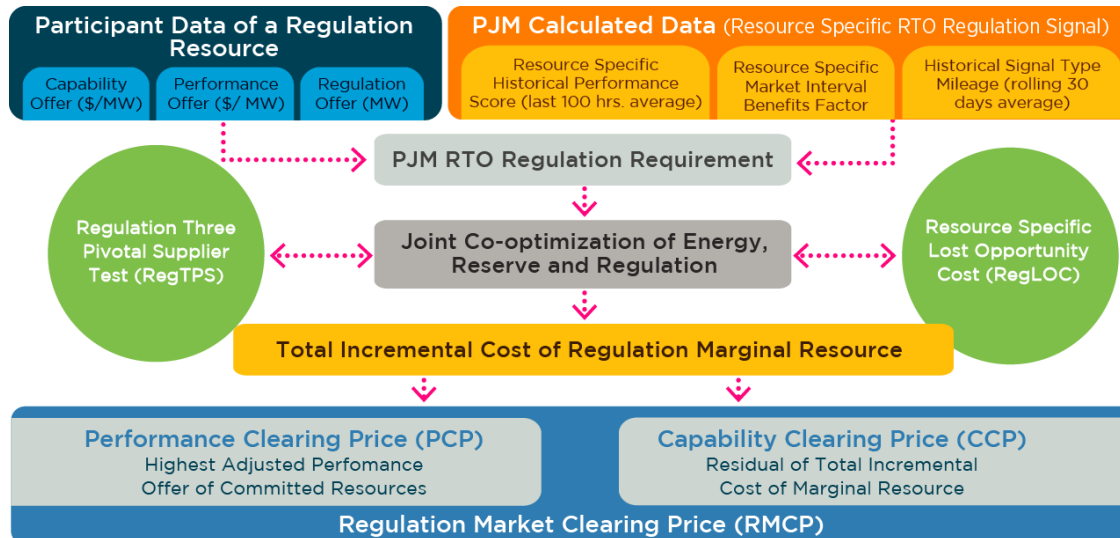 Participant Data of a Regulation
Resource
Capability
Offer ($/MW)
Performance
Offer ($/ MW)
Regulation
Offer (MW)
PJM Calculated Data (Resource Specific RTO Regulation Signal)
Resource Specific
Historical Performance
Score (last 100 hrs. average)
Resource Specific
Market Interval
Benefits Factor
Historical Signal Type
Mileage (rolling 30
days average)
PJM RTO Regulation Requirement
Regulation Three
Pivotal Supplier
Test (RegTPS)
Joint Co-optimization of Energy,
Reserve and Regulation
Resource Specific
Lost Opportunity
Cost (RegLOC)
Total Incremental Cost of Regulation Marginal Resource
Performance Clearing Price (PCP)
Highest Adjusted Perfomance
Offer of Committed Resources
Capability Clearing Price (CCP)
Residual of Total Incremental
Cost of Marginal Resource
Regulation Market Clearing Price (RMCP)